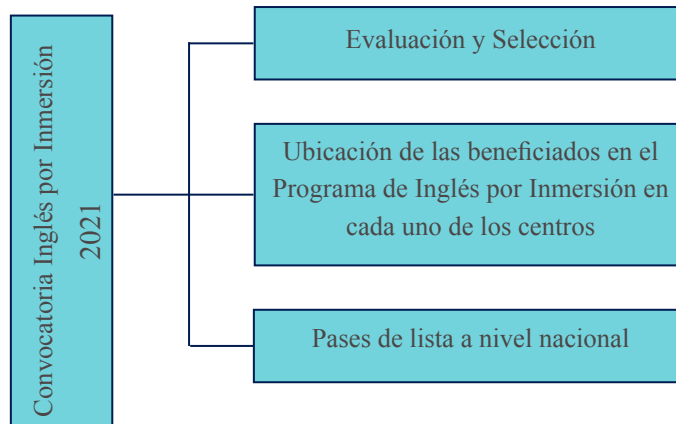 Convocatoria Inglés por Inmersión
2021
Evaluación y Selección
Ubicación de las beneficiados en el
Programa de Inglés por Inmersión en
cada uno de los centros
Pases de lista a nivel nacional